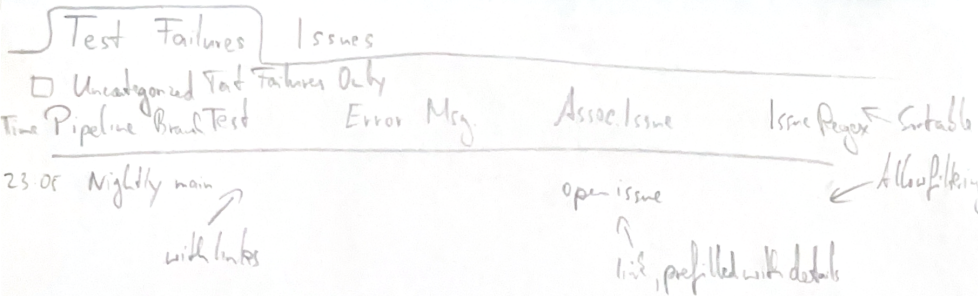 Test Failures Issues
Uncategorized Test Failures Only
Time Pipeline Branch Test Error Msg. Assoc. Issue Issue Regex Sortable
23.05 Nightly main open issue Allow filtering
with links
link, prefilled with details